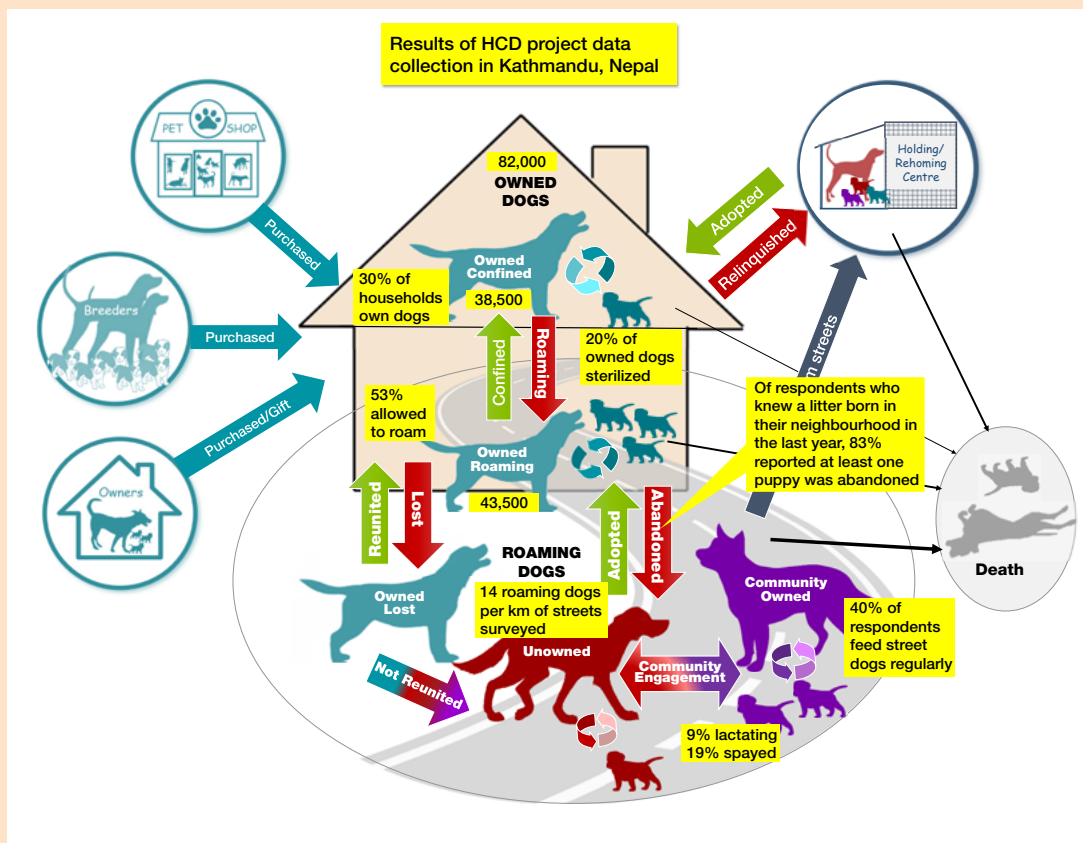 Results of HCD project data
collection in Kathmandu, Nepal
PET SHOP
Purchased
Breeders
Purchased
Owners
Purchased/Gift
82,000
OWNED
DOGS
Owned
Confined
38,500
30% of
households
own dogs
Confined
Roaming
20% of
owned dogs
sterilized
53%
allowed
to roam
Owned
Roaming
43,500
Adopted
Relinquished
Holding/
Rehoming
Centre
streets
Of respondents who
knew a litter born in
their neighbourhood in
the last year, 83%
reported at least one
puppy was abandoned
Death
Reunited
Lost
Adopted
Abandoned
ROAMING
DOGS
14 roaming dogs
per km of streets
surveyed
Owned
Lost
Not Reunited
Unowned
Community
Engagement
Community
Owned
40% of
respondents
feed street
dogs regularly
9% lactating
19% spayed